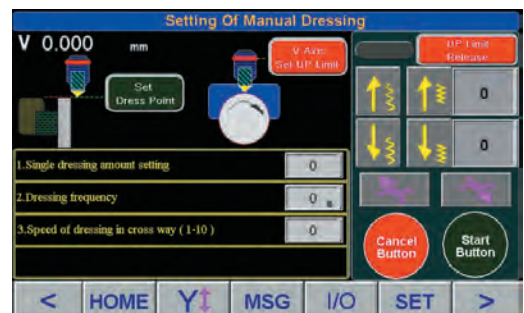 Setting Of Manual Dressing
V 0.000 mm
V Axes
Set UP Limit
UP Limit
Release
Set
Dress Point
0
0
1.Single dressing amount setting 0
2.Dressing frequency 0
3.Speed of dressing in cross way ( 1-10 ) 0
Cancel
Button
Start
Button
< HOME Y MSG I/O SET >